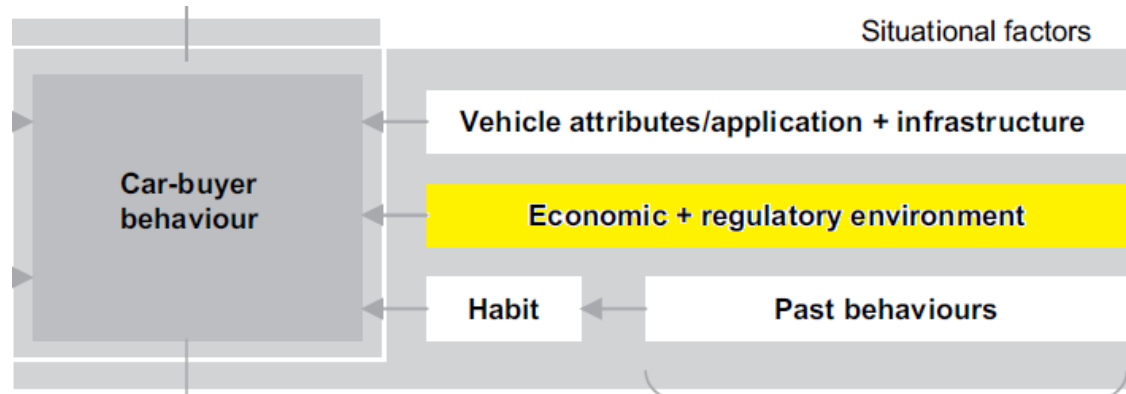 Situational factors
Vehicle attributes/application + infrastructure
Car-buyer
behaviour
Economic + regulatory environment
Habit
Past behaviours